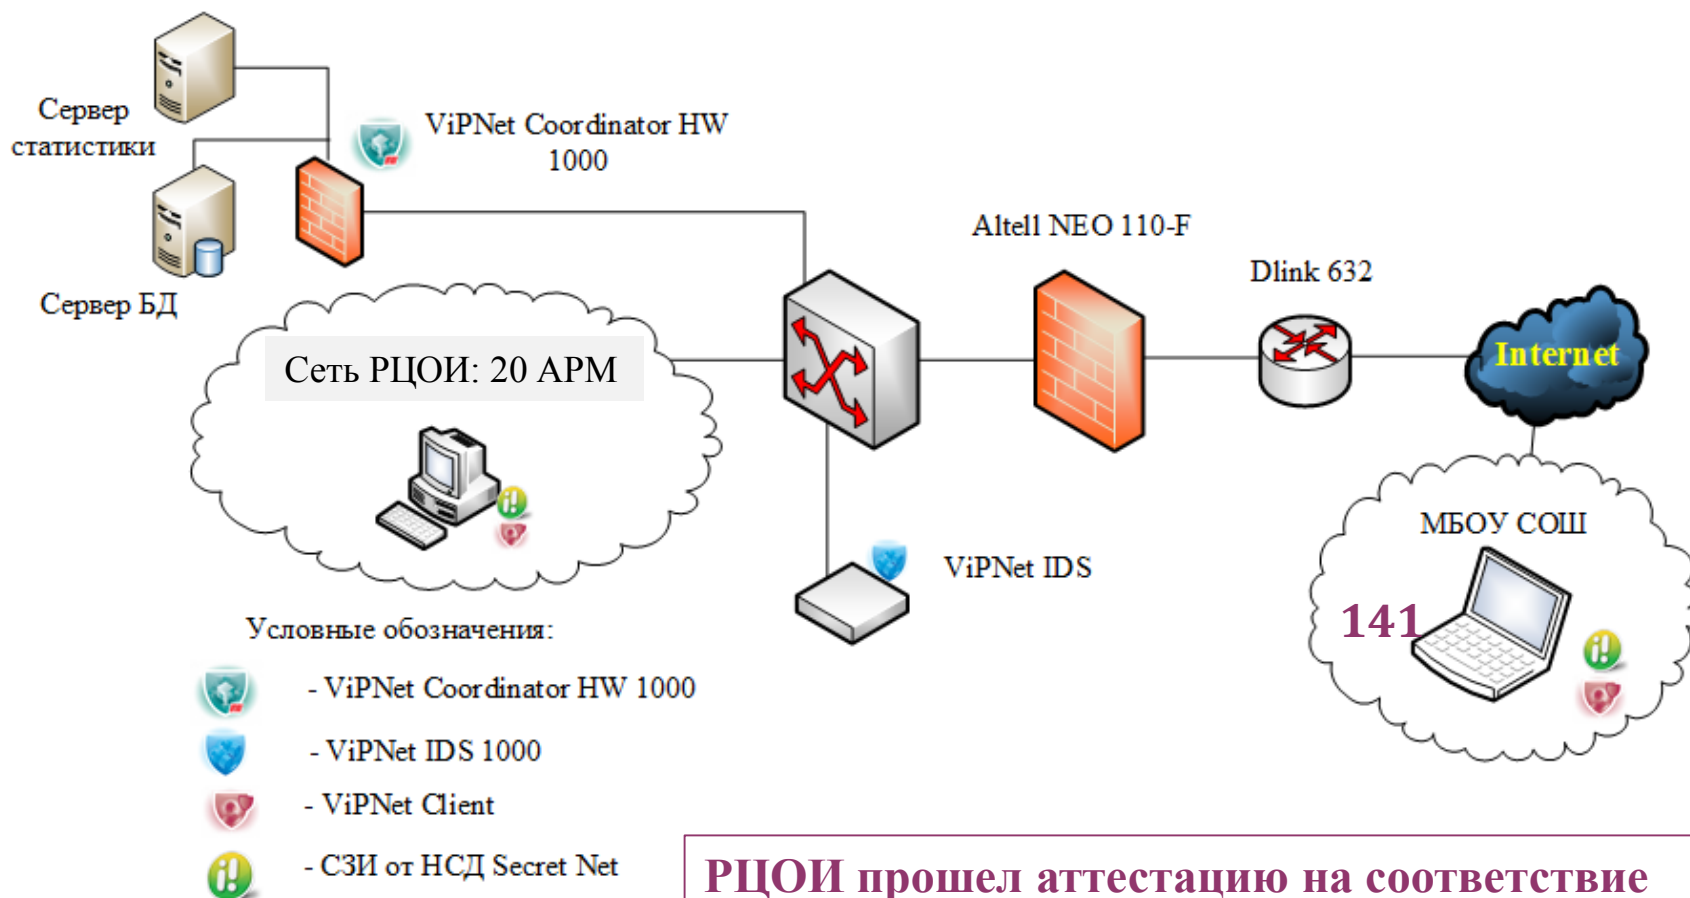 Сервер
статистики
ViPNet Coordinator HW
1000
Сервер БД
Altell NEO 110-F
Dlink 632
Internet
Сеть РЦОИ: 20 АРМ
ViPNet IDS
МБОУ СОШ
141
Условные обозначения:
- ViPNet Coordinator HW 1000
- ViPNet IDS 1000
- ViPNet Client
- СЗИ от НСД Secret Net
РЦОИ прошел аттестацию на соответствие